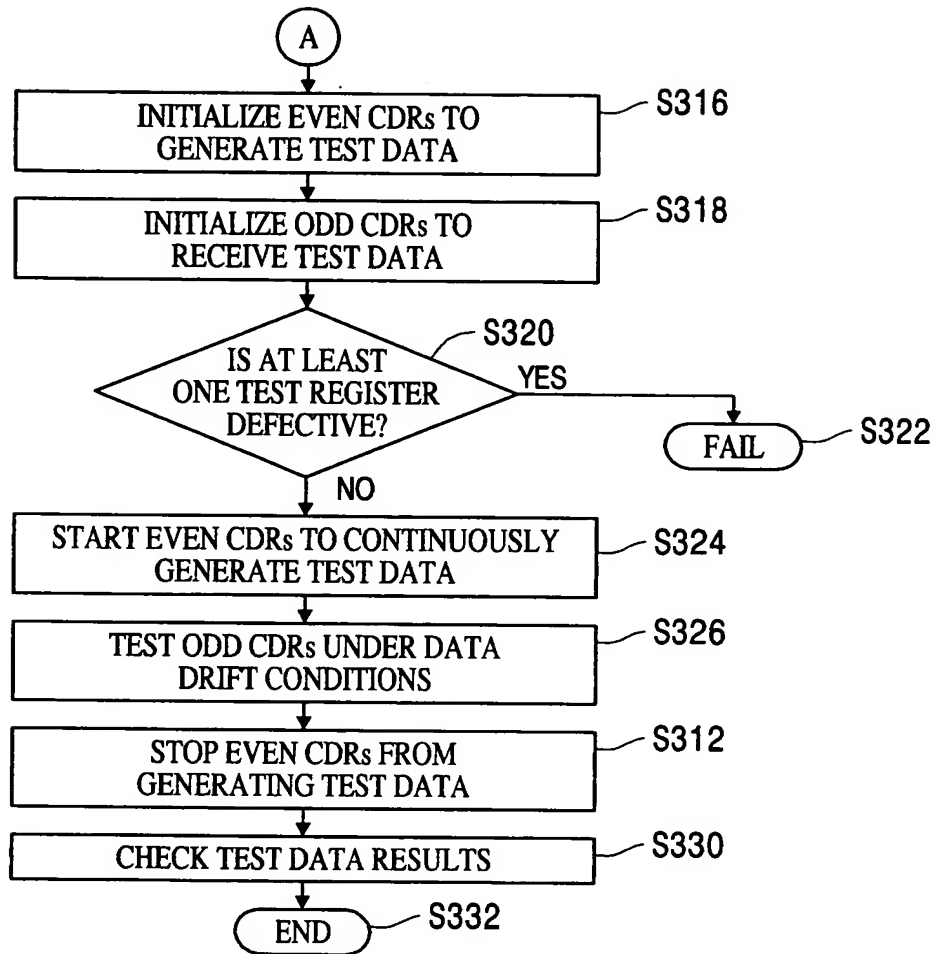 A
INITIALIZE EVEN CDRs TO
GENERATE TEST DATA
S316
INITIALIZE ODD CDRs TO
RECEIVE TEST DATA
S318
IS AT LEAST
ONE TEST REGISTER
DEFECTIVE?
S320
YES
FAIL
S322
NO
START EVEN CDRs TO CONTINUOUSLY
GENERATE TEST DATA
S324
TEST ODD CDRs UNDER DATA
DRIFT CONDITIONS
S326
STOP EVEN CDRs FROM
GENERATING TEST DATA
S312
CHECK TEST DATA RESULTS
S330
END
S332